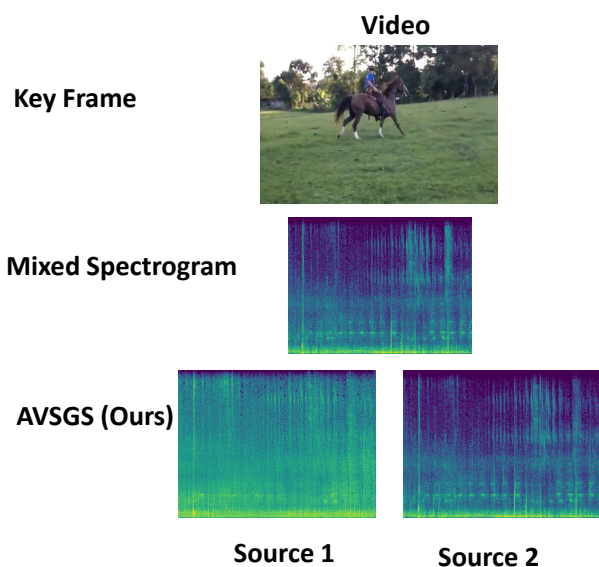 Video
Key Frame
Mixed Spectrogram
AVSGS (Ours)
Source 1
Source 2